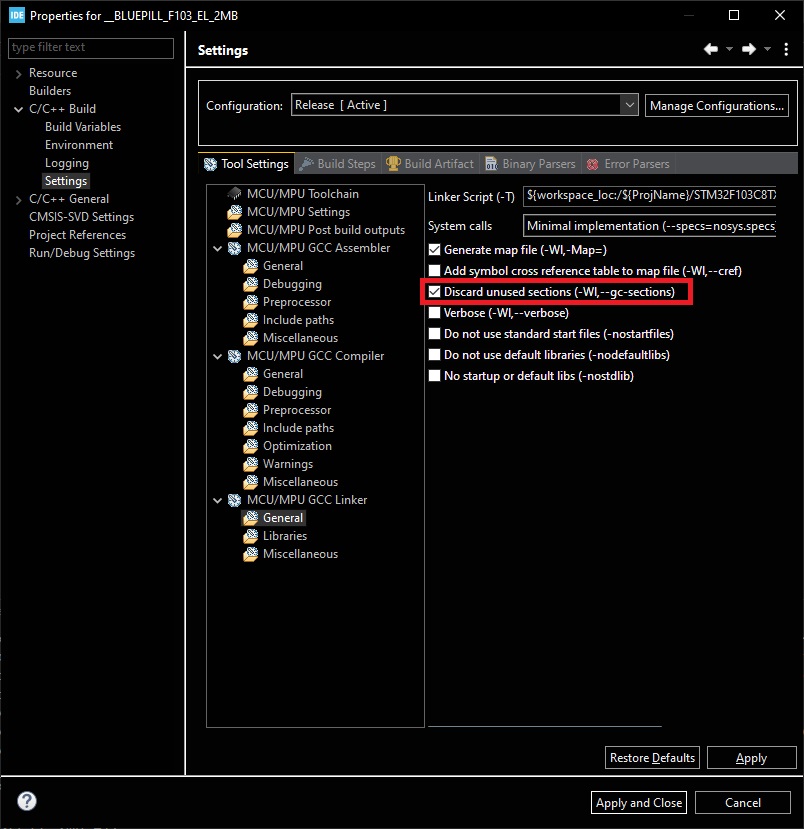 IDE Properties for __BLUEPILL_F103_EL_2MB
type filter text
Resource
Builders
C/C++ Build
Build Variables
Environment
Logging
Settings
C/C++ General
CMSIS-SVD Settings
Project References
Run/Debug Settings
Settings
Configuration: Release [ Active ] Manage Configurations...
Tool Settings Build Steps Build Artifact Binary Parsers Error Parsers
MCU/MPU Toolchain
MCU/MPU Settings
MCU/MPU Post build outputs
MCU/MPU GCC Assembler
General
Debugging
Preprocessor
Include paths
Miscellaneous
MCU/MPU GCC Compiler
General
Debugging
Preprocessor
Include paths
Optimization
Warnings
Miscellaneous
MCU/MPU GCC Linker
General
Libraries
Miscellaneous
Linker Script (-T) ${workspace_loc:/${ProjName}/STM32F103C8TX
System calls Minimal implementation (--specs=nosys.specs
Generate map file (-Wl,-Map=)
Add symbol cross reference table to map file (-Wl,--cref)
Discard unused sections (-Wl,--gc-sections)
Verbose (-Wl,--verbose)
Do not use standard start files (-nostartfiles)
Do not use default libraries (-nodefaultlibs)
No startup or default libs (-nostdlib)
Restore Defaults Apply
? Apply and Close Cancel